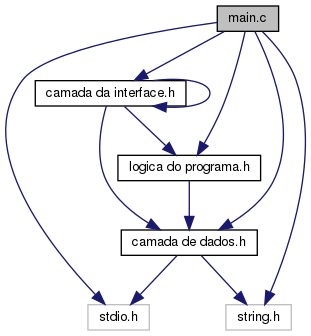 main.c
camada da interface.h
logica do programa.h
camada de dados.h
stdio.h
string.h